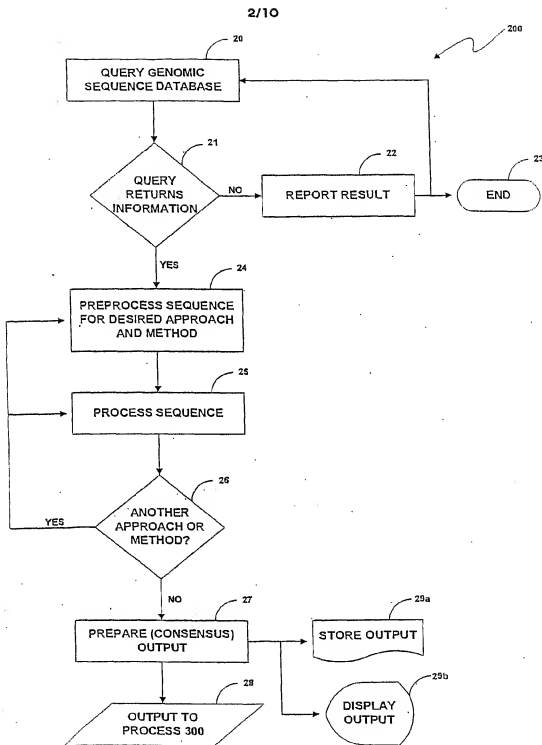 2/10
200
20
QUERY GENOMIC
SEQUENCE DATABASE
21
QUERY
RETURNS
INFORMATION
NO
22
REPORT RESULT
23
END
YES
24
PREPROCESS SEQUENCE
FOR DESIRED APPROACH
AND METHOD
25
PROCESS SEQUENCE
26
ANOTHER
APPROACH OR
METHOD?
YES
NO
27
PREPARE (CONSENSUS)
OUTPUT
29a
STORE OUTPUT
28
OUTPUT TO
PROCESS 300
29b
DISPLAY
OUTPUT